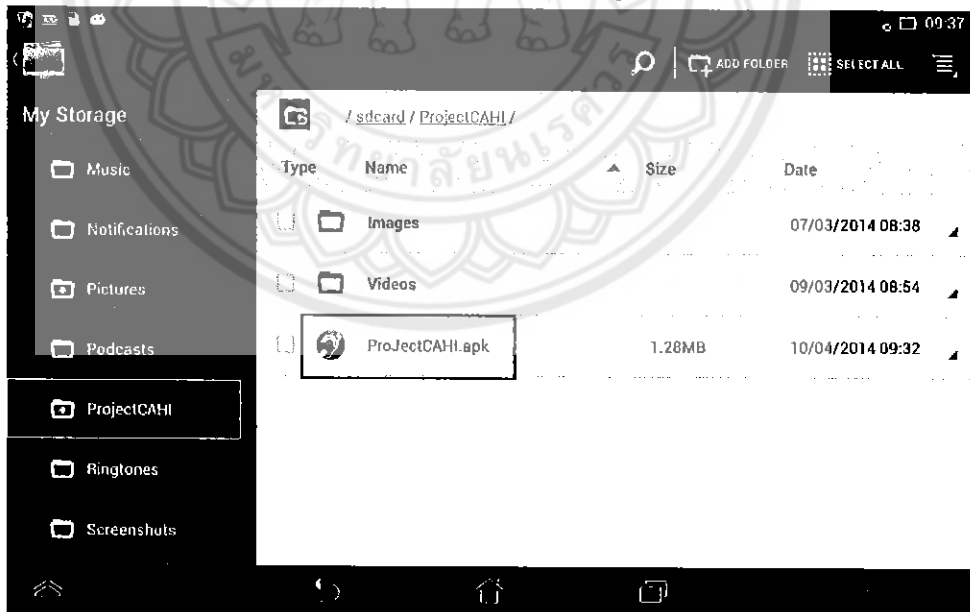 09:37
ADD FOLDER SELECT ALL
My Storage
/ sdcard / ProjectCAHI /
Type Name Size Date
Music
Images 07/03/2014 08:38
Notifications
Videos 09/03/2014 08:54
Pictures
ProJectCAHI.apk 1.28MB 10/04/2014 09:32
Podcasts
ProjectCAHI
Ringtones
Screenshots